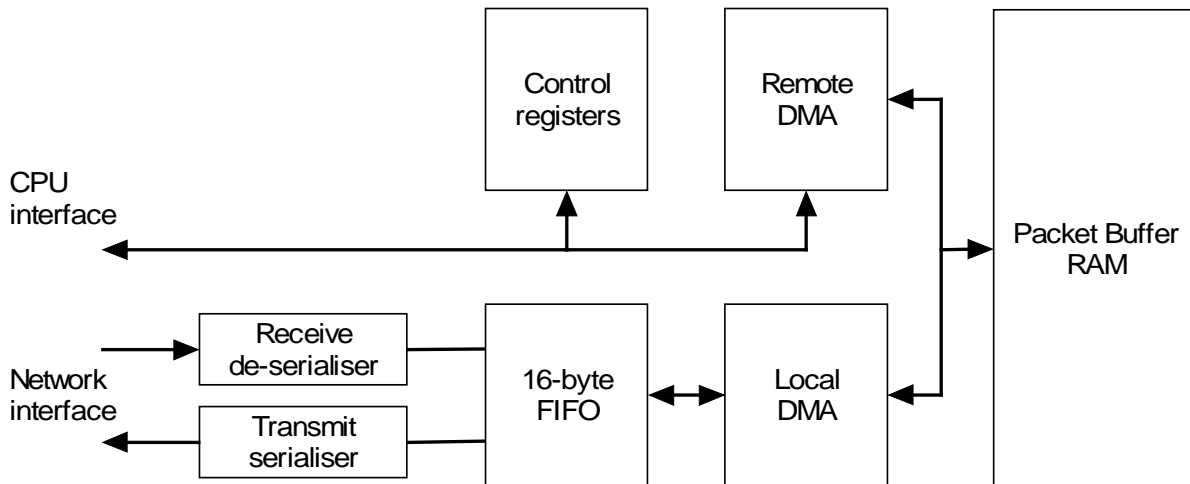 Control
registers
Remote
DMA
CPU
interface
Packet Buffer
RAM
Receive
de-serialiser
Network
interface
16-byte
FIFO
Local
DMA
Transmit
serialiser